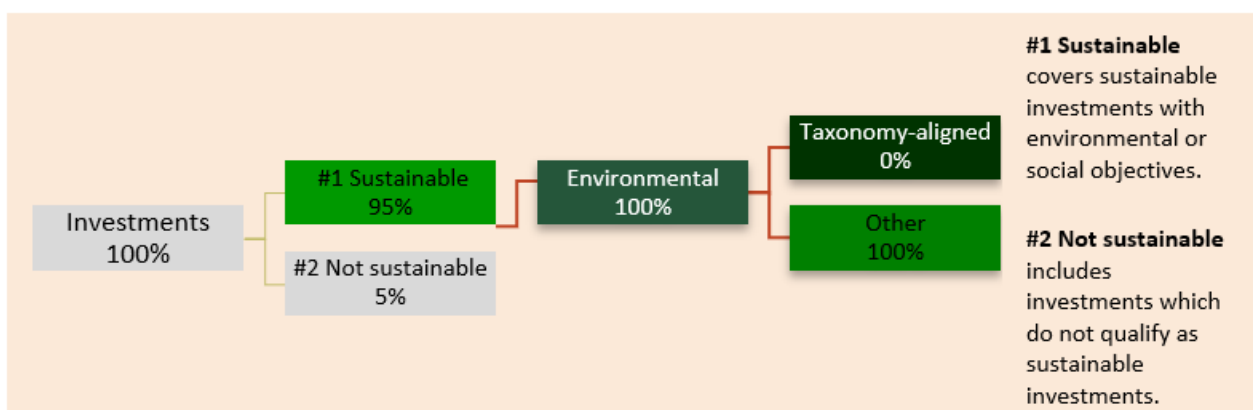 Investments
100%
#1 Sustainable
95%
#2 Not sustainable
5%
Environmental
100%
Taxonomy-aligned
0%
Other
100%
#1 Sustainable
covers sustainable
investments with
environmental or
social objectives.
#2 Not sustainable
includes
investments which
do not qualify as
sustainable
investments.